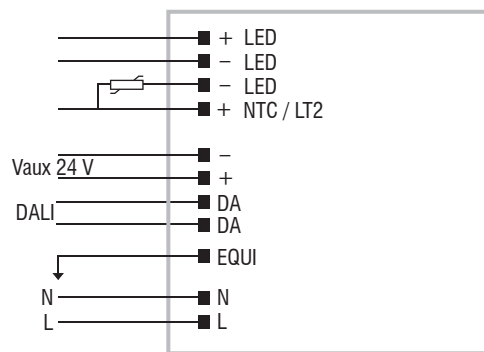 + LED
− LED
− LED
+ NTC / LT2
Vaux 24 V
−
+
DALI
DA
DA
EQUI
N N
L L